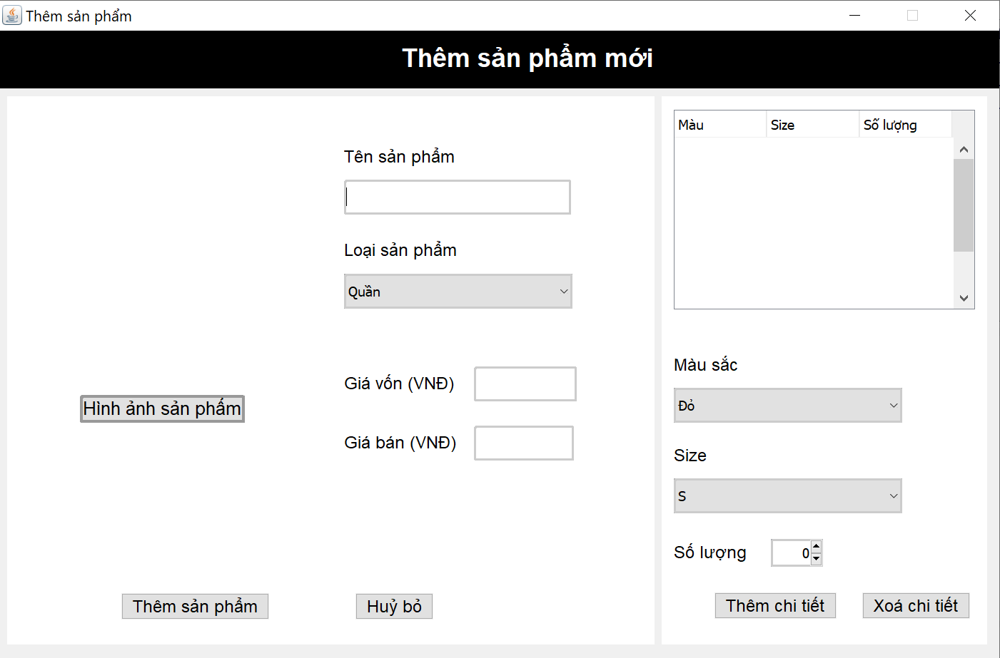 Thêm sản phẩm
Thêm sản phẩm mới
Tên sản phẩm
Loại sản phẩm
Quần
Giá vốn (VNĐ)
Hình ảnh sản phẩm
Giá bán (VNĐ)
Thêm sản phẩm
Huỷ bỏ
Màu Size Số lượng
Màu sắc
Đỏ
Size
S
Số lượng 0
Thêm chi tiết
Xoá chi tiết